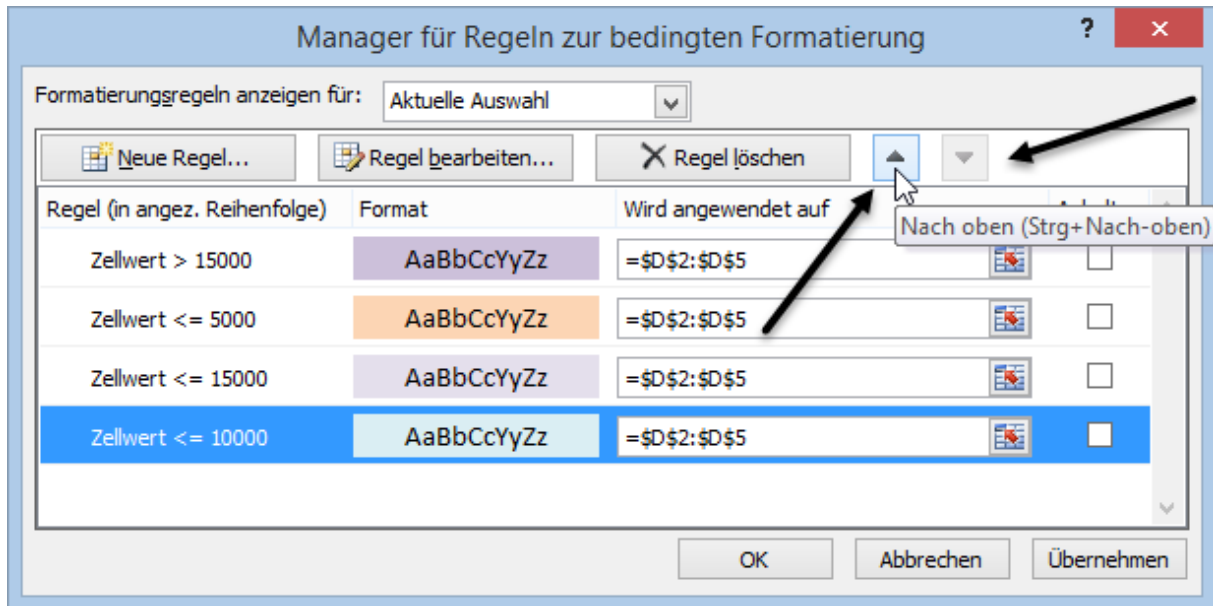 Manager für Regeln zur bedingten Formatierung ?
Formatierungsregeln anzeigen für: Aktuelle Auswahl
Neue Regel... Regel bearbeiten... Regel löschen
Regel (in angez. Reihenfolge) Format Wird angewendet auf
Nach oben (Strg+Nach-oben)
Zellwert > 15000 AaBbCcYyZz =$D$2:$D$5
Zellwert <= 5000 AaBbCcYyZz =$D$2:$D$5
Zellwert <= 15000 AaBbCcYyZz =$D$2:$D$5
Zellwert <= 10000 AaBbCcYyZz =$D$2:$D$5
OK Abbrechen Übernehmen